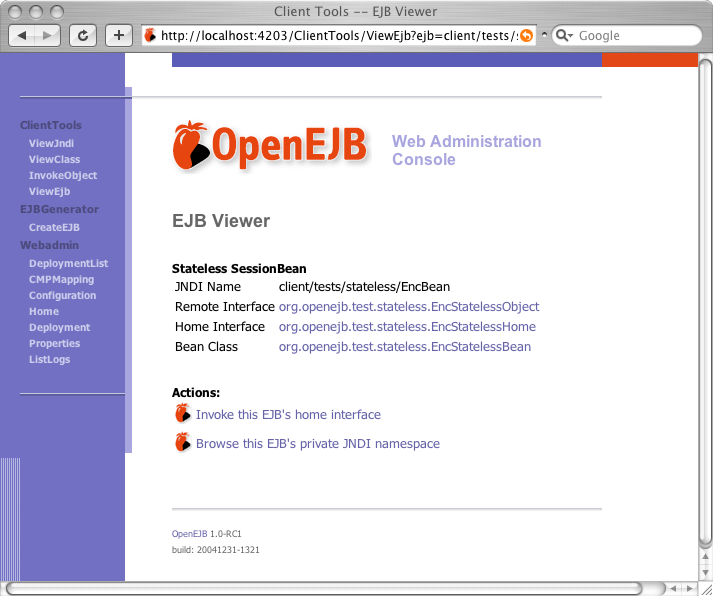 Client Tools -- EJB Viewer
http://localhost:4203/ClientTools/ViewEjb?ejb=client/tests/
Google
ClientTools
ViewJndi
ViewClass
InvokeObject
ViewEjb
EJBGenerator
CreateEJB
Webadmin
DeploymentList
CMPMapping
Configuration
Home
Deployment
Properties
ListLogs
OpenEJB
Web Administration
Console
EJB Viewer
Stateless SessionBean
JNDI Name client/tests/stateless/EncBean
Remote Interface org.openejb.test.stateless.EncStatelessObject
Home Interface org.openejb.test.stateless.EncStatelessHome
Bean Class org.openejb.test.stateless.EncStatelessBean
Actions:
Invoke this EJB's home interface
Browse this EJB's private JNDI namespace
OpenEJB 1.0-RC1
build: 20041231-1321